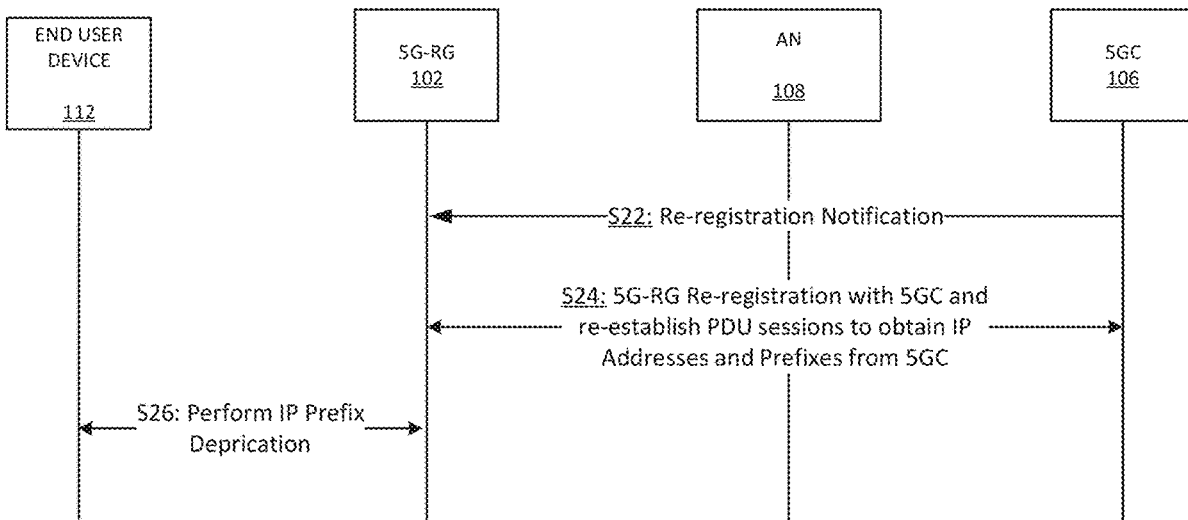 END USER
DEVICE
112
5G-RG
102
AN
108
5GC
106
S22: Re-registration Notification
S24: 5G-RG Re-registration with 5GC and
re-establish PDU sessions to obtain IP
Addresses and Prefixes from 5GC
S26: Perform IP Prefix
Deprication